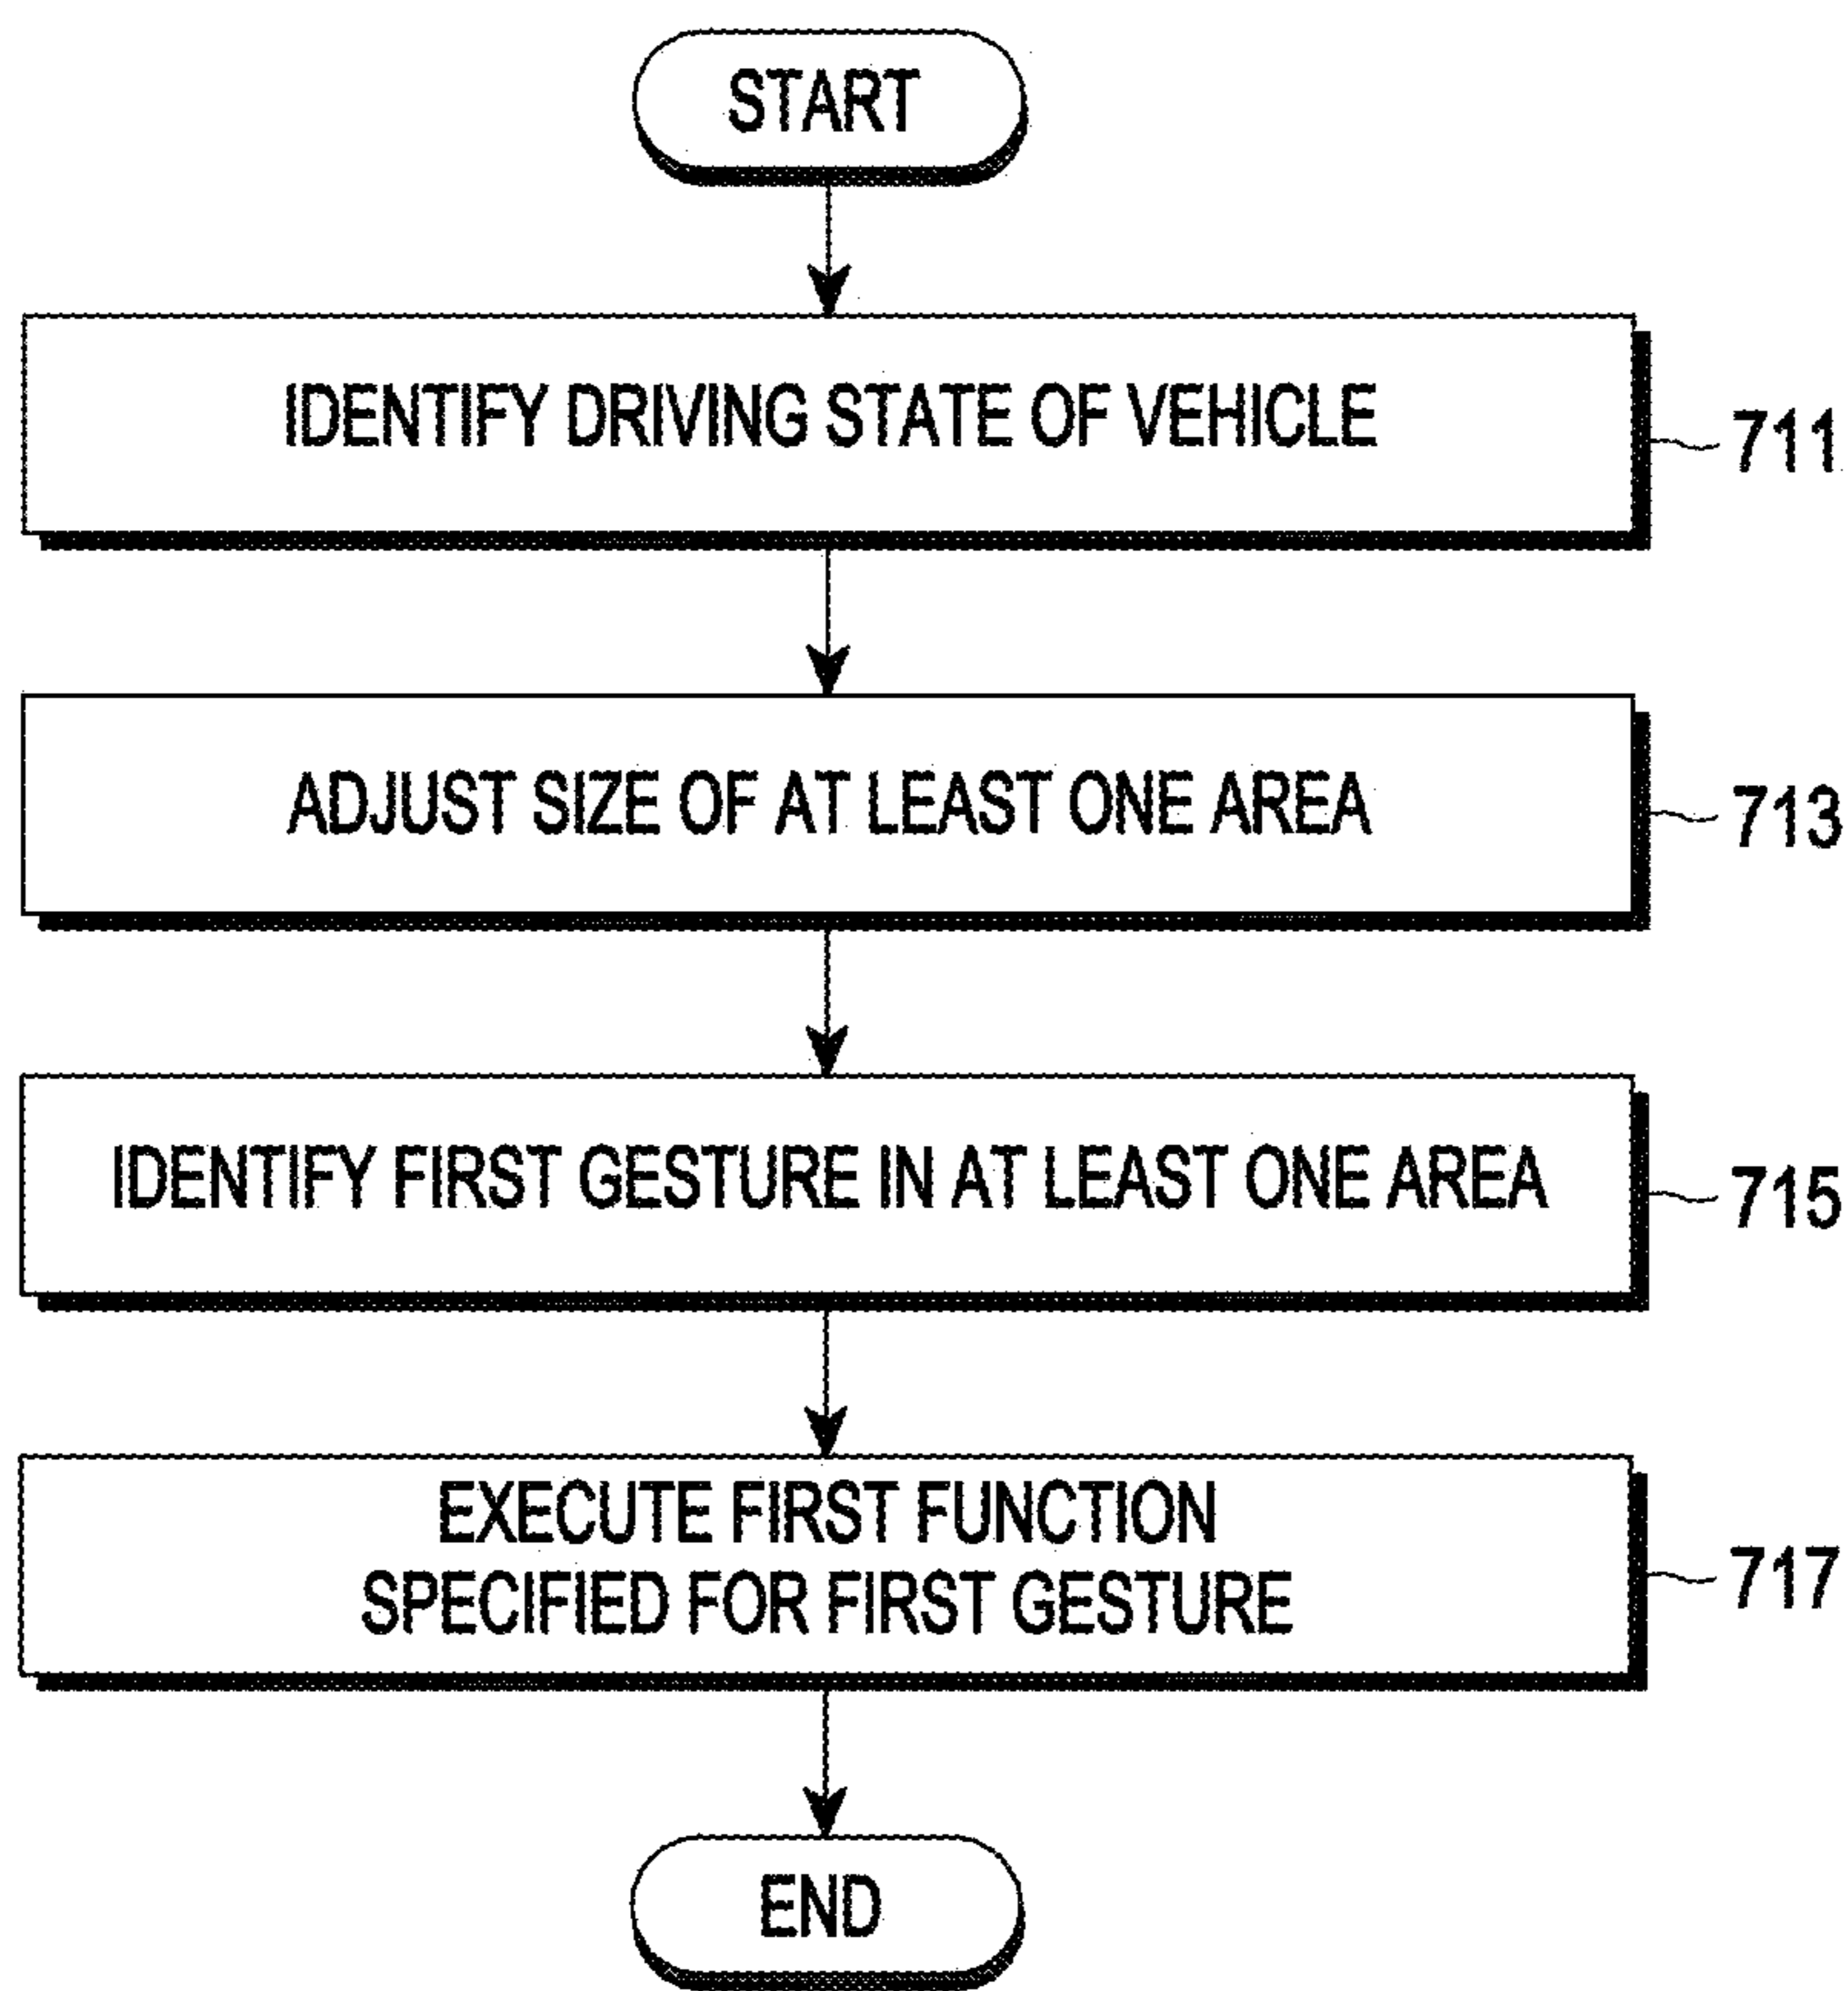 START
IDENTIFY DRIVING STATE OF VEHICLE
711
ADJUST SIZE OF AT LEAST ONE AREA
713
IDENTIFY FIRST GESTURE IN AT LEAST ONE AREA
715
EXECUTE FIRST FUNCTION
SPECIFIED FOR FIRST GESTURE
717
END